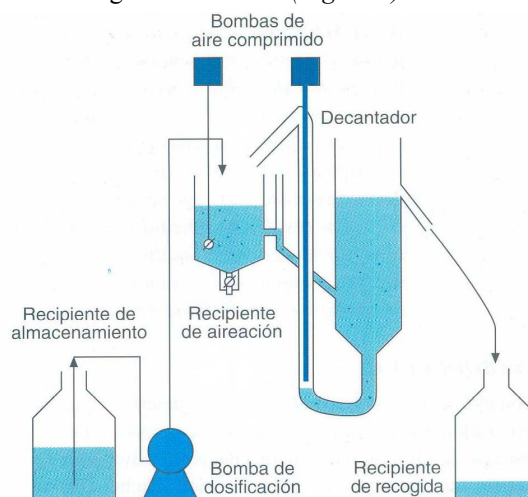 Bombas de
aire comprimido
Decantador
Recipiente de
almacenamiento
Recipiente
de aireación
Bomba de
dosificación
Recipiente
de recogida